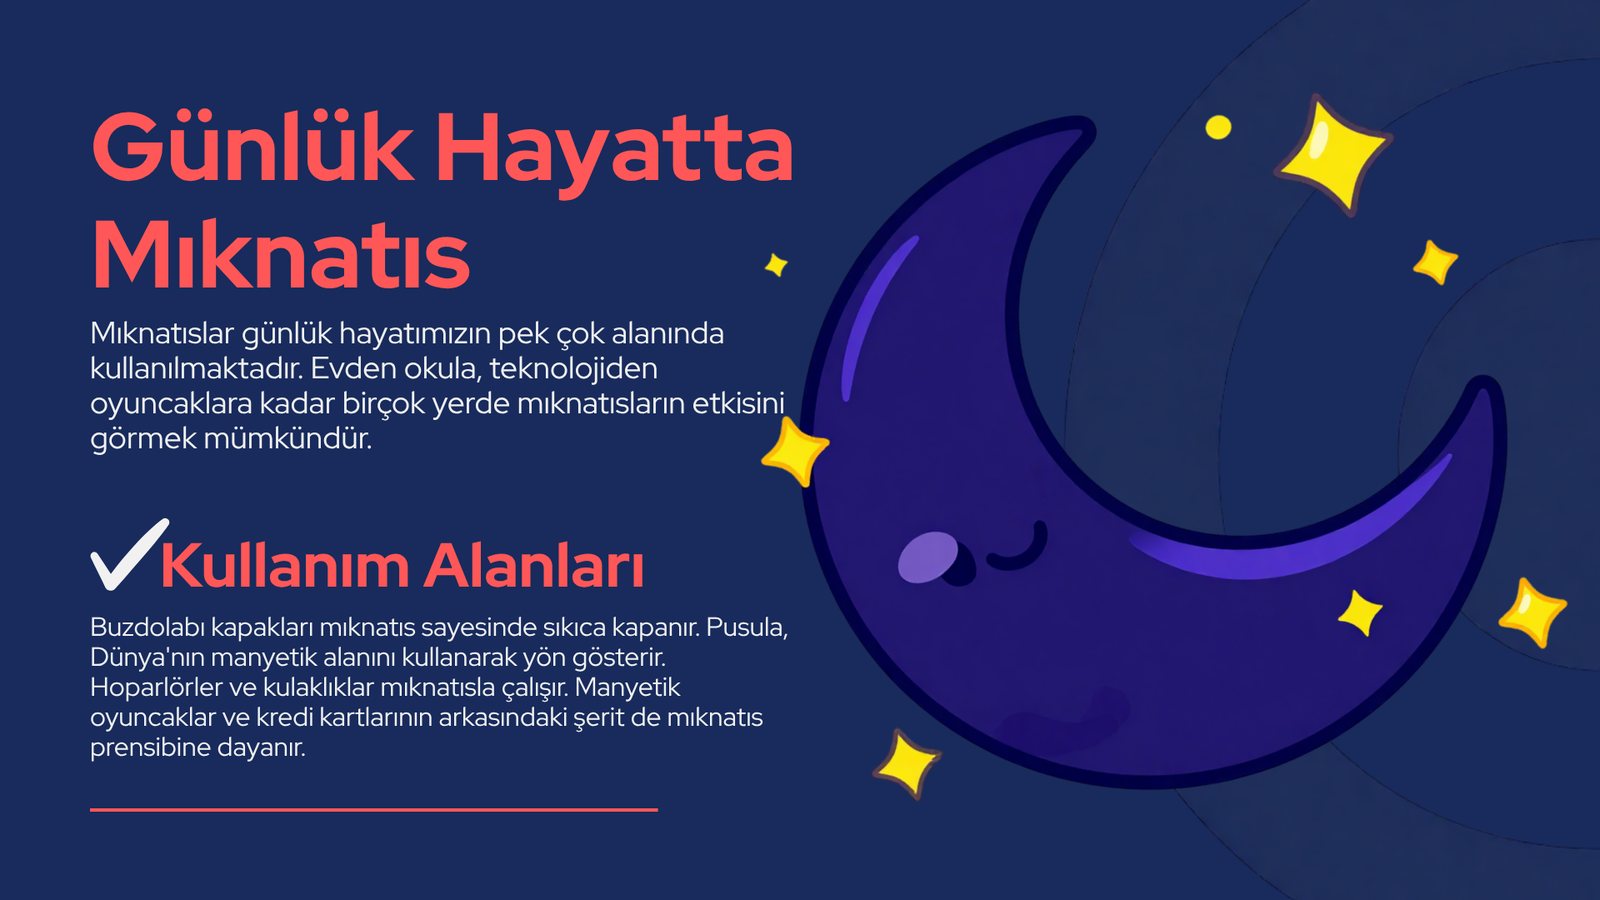 Günlük Hayatta
Mıknatıs
Mıknatıslar günlük hayatımızın pek çok alanında
kullanılmaktadır. Evden okula, teknolojiden
oyuncaklara kadar birçok yerde mıknatısların etkisini
görmek mümkündür.
Kullanım Alanları
Buzdolabı kapakları mıknatıs sayesinde sıkıca kapanır. Pusula,
Dünya'nın manyetik alanını kullanarak yön gösterir.
Hoparlörler ve kulaklıklar mıknatısla çalışır. Manyetik
oyuncaklar ve kredi kartlarının arkasındaki şerit de mıknatıs
prensibine dayanır.